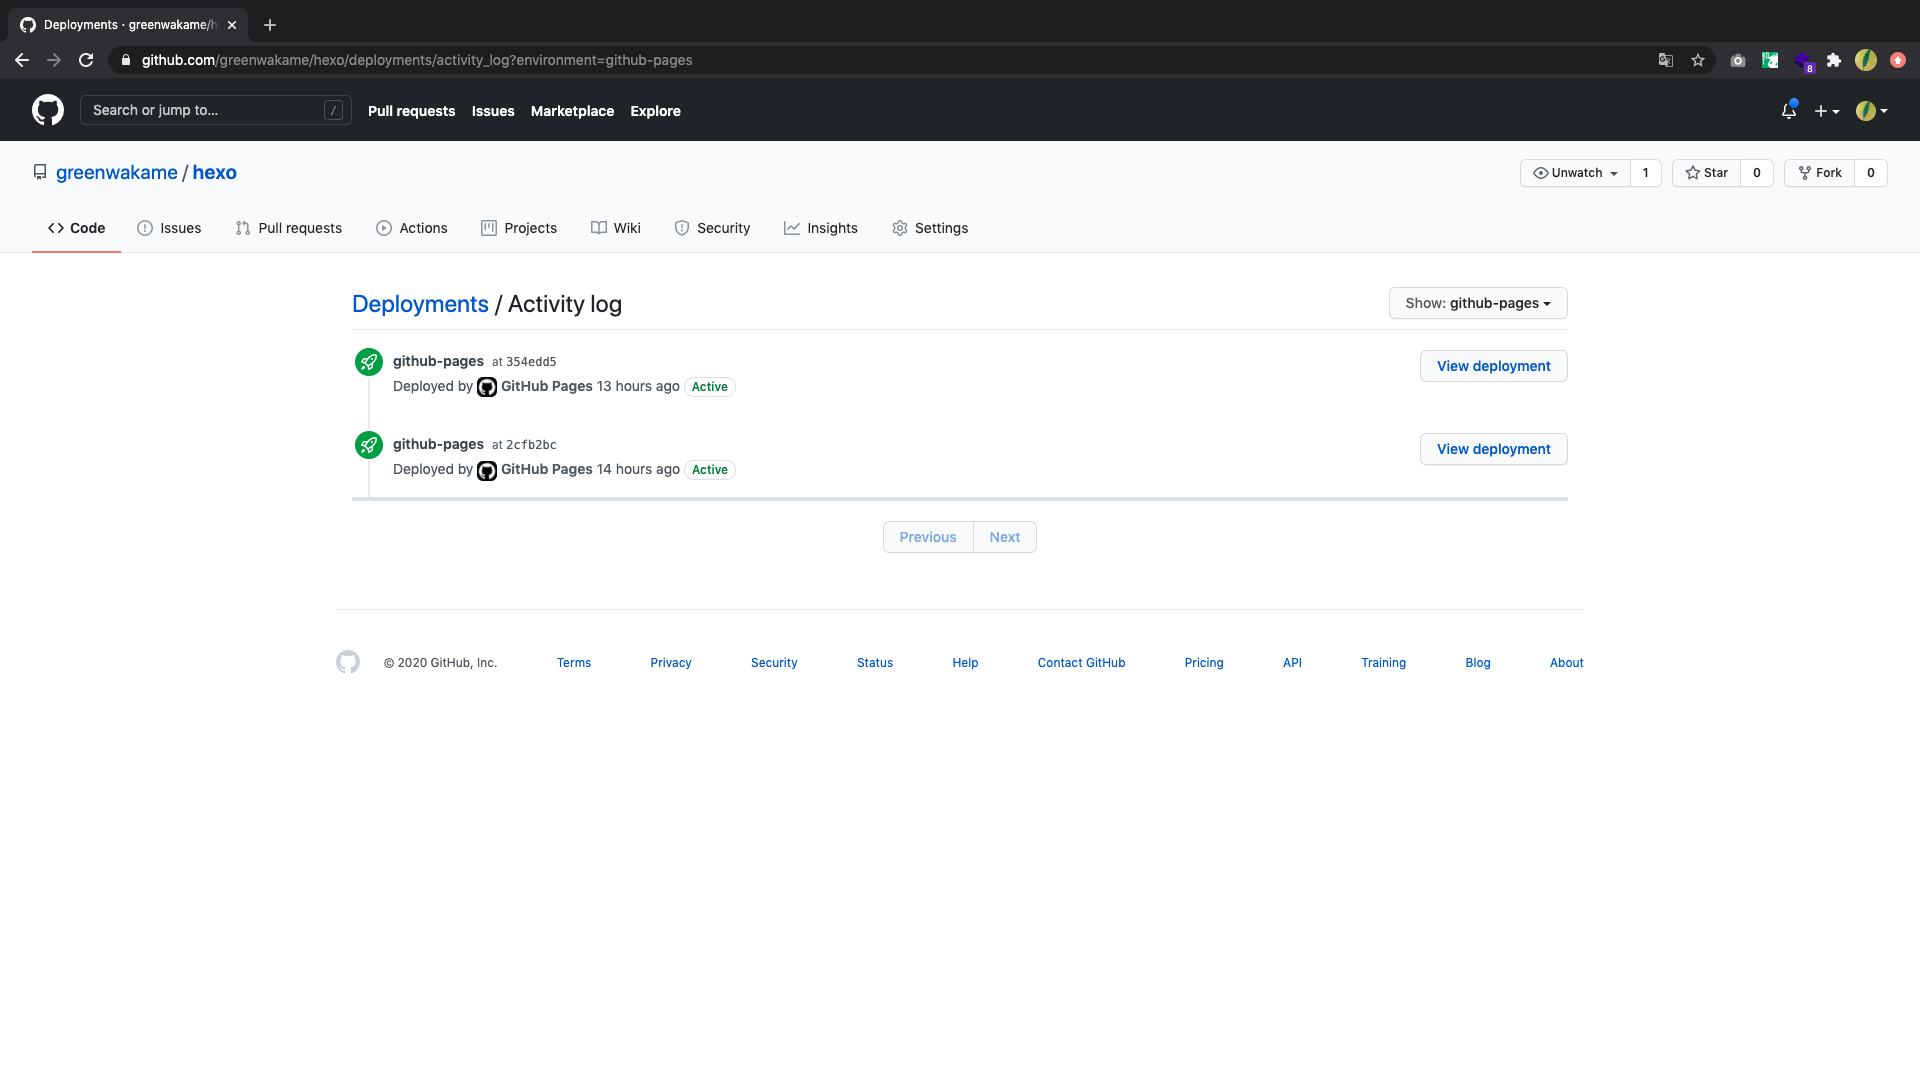 Deployments · greenwakame/h
github.com/greenwakame/hexo/deployments/activity_log?environment=github-pages
8
Search or jump to... /
Pull requests Issues Marketplace Explore
greenwakame / hexo
Unwatch 1 Star 0 Fork 0
Code Issues Pull requests Actions Projects Wiki Security Insights Settings
Deployments / Activity log
Show: github-pages
github-pages at 354edd5
View deployment
Deployed by GitHub Pages 13 hours ago Active
github-pages at 2cfb2bc
View deployment
Deployed by GitHub Pages 14 hours ago Active
Previous Next
© 2020 GitHub, Inc. Terms Privacy Security Status Help Contact GitHub Pricing API Training Blog About